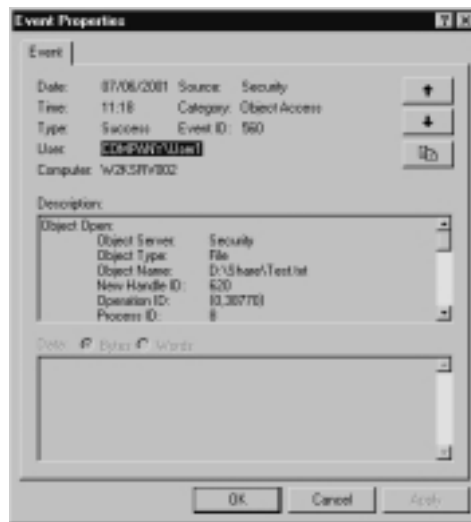 Event Properties
Event
Date: 07/06/2001 Source: Security
Time: 11:18 Category: Object Access
Type: Success Event ID: 560
User: COMPANY\User1
Computer: W2KSRV002
Description:
Object Open:
Object Server: Security
Object Type: File
Object Name: D:\Share\Test.txt
New Handle ID: 620
Operation ID: {0,38770}
Process ID: 8
Data: Bytes Words
OK Cancel Apply